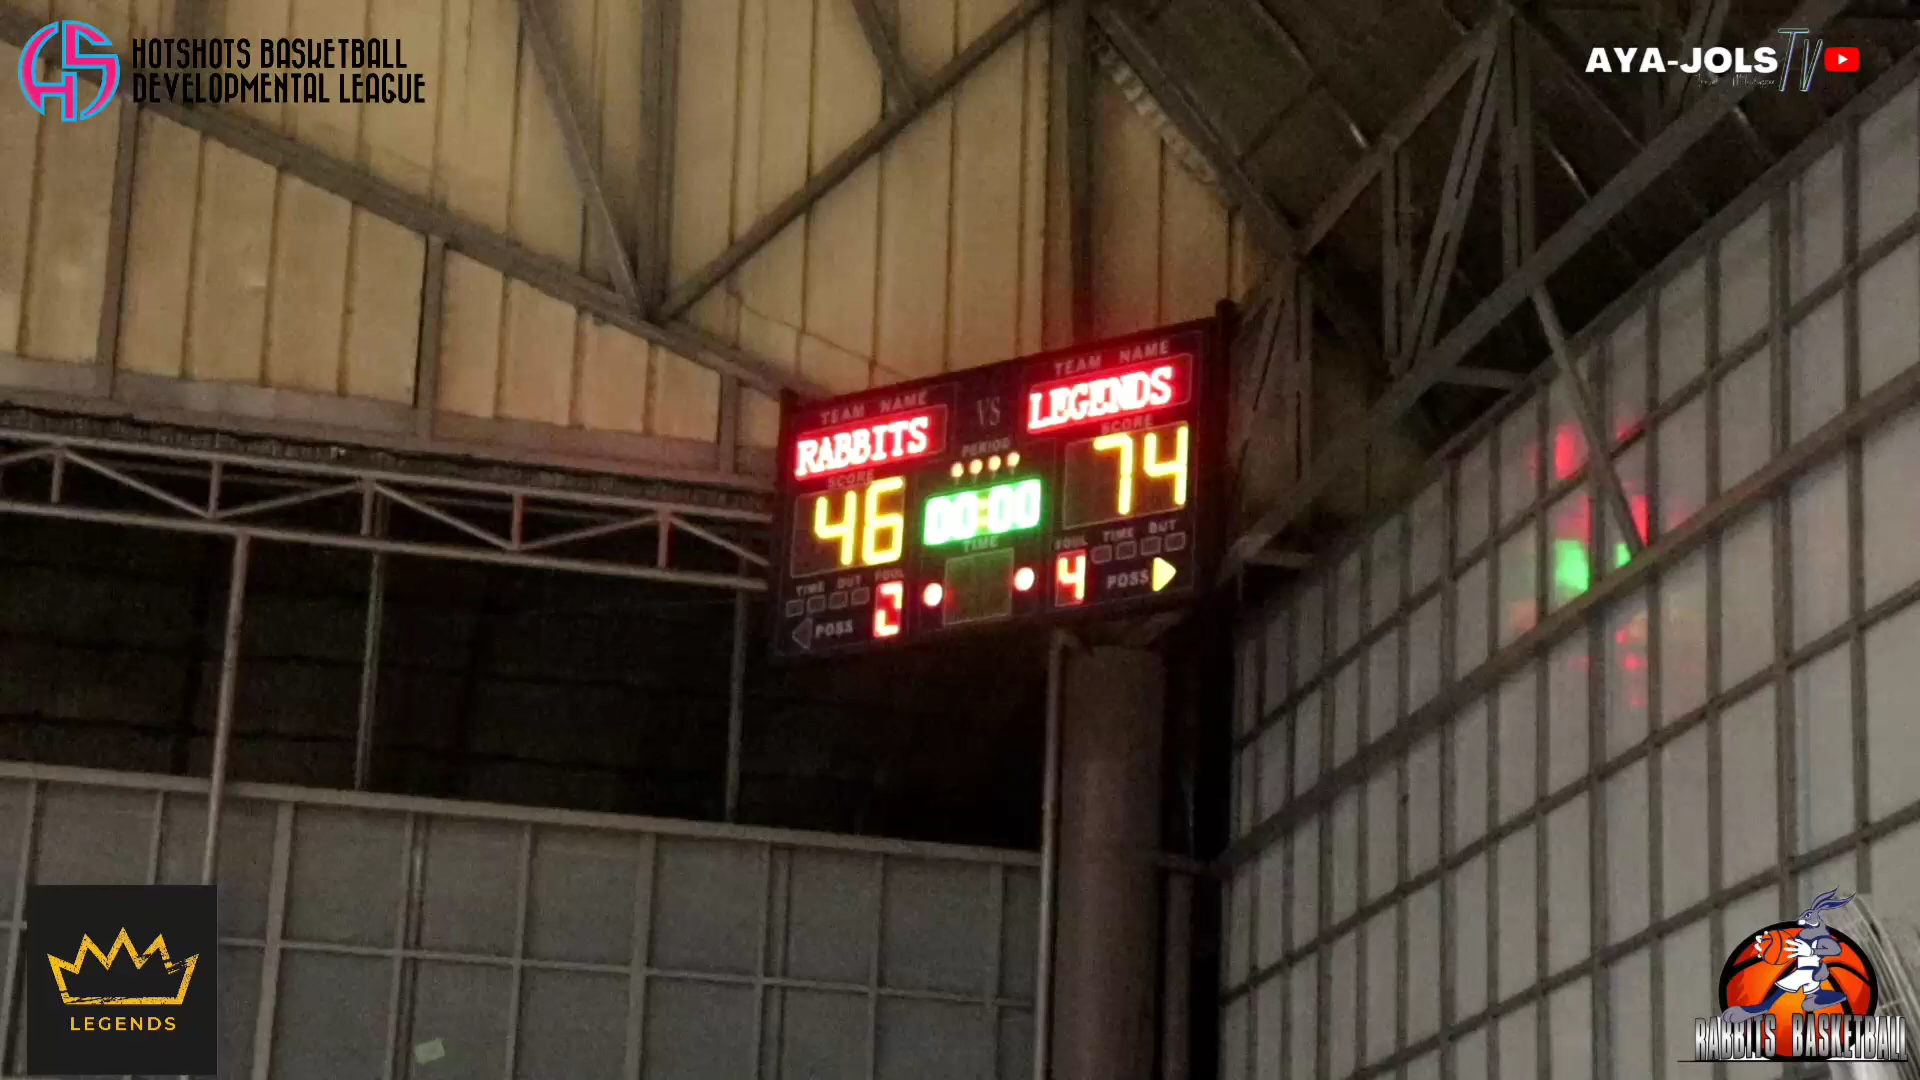 HOTSHOTS BASKETBALL
DEVELOPMENTAL LEAGUE
AYA-JOLS TV
TEAM NAME
RABBITS
VS
TEAM NAME
LEGENDS
SCORE
46
PERIOD
00:00
TIME
SCORE
74
TIME OUT
FOUL
2
POSS
FOUL
4
TIME OUT
POSS
LEGENDS
RABBITS BASKETBALL